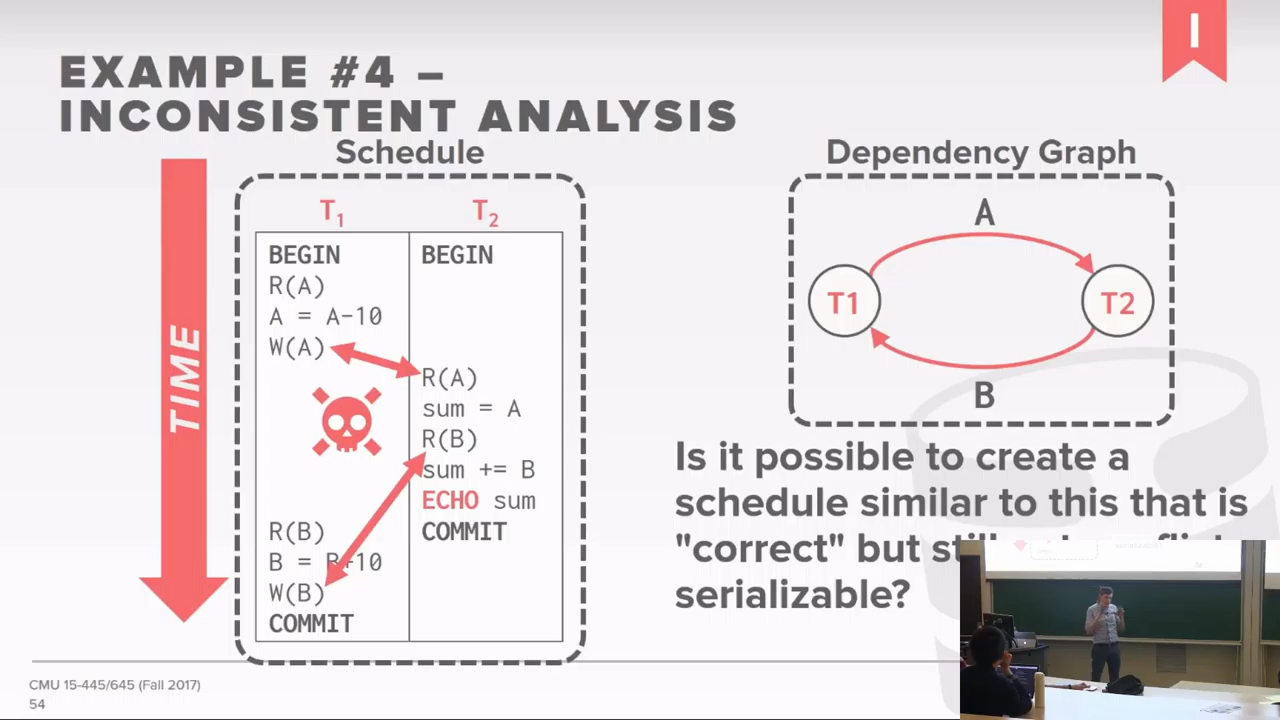 I
EXAMPLE #4 –
INCONSISTENT ANALYSIS
Schedule
TIME
T1 T2
BEGIN BEGIN
R(A)
A = A-10
W(A)
R(A)
sum = A
R(B)
sum += B
ECHO sum
R(B) COMMIT
B = B+10
W(B)
COMMIT
Dependency Graph
A
T1 T2
B
Is it possible to create a
schedule similar to this that is
"correct" but still
serializable?
CMU 15-445/645 (Fall 2017)
54